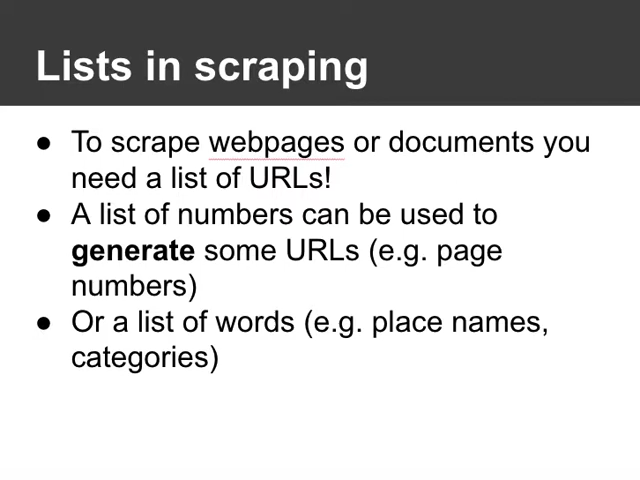 Lists in scraping
● To scrape webpages or documents you
need a list of URLs!
● A list of numbers can be used to
generate some URLs (e.g. page
numbers)
● Or a list of words (e.g. place names,
categories)